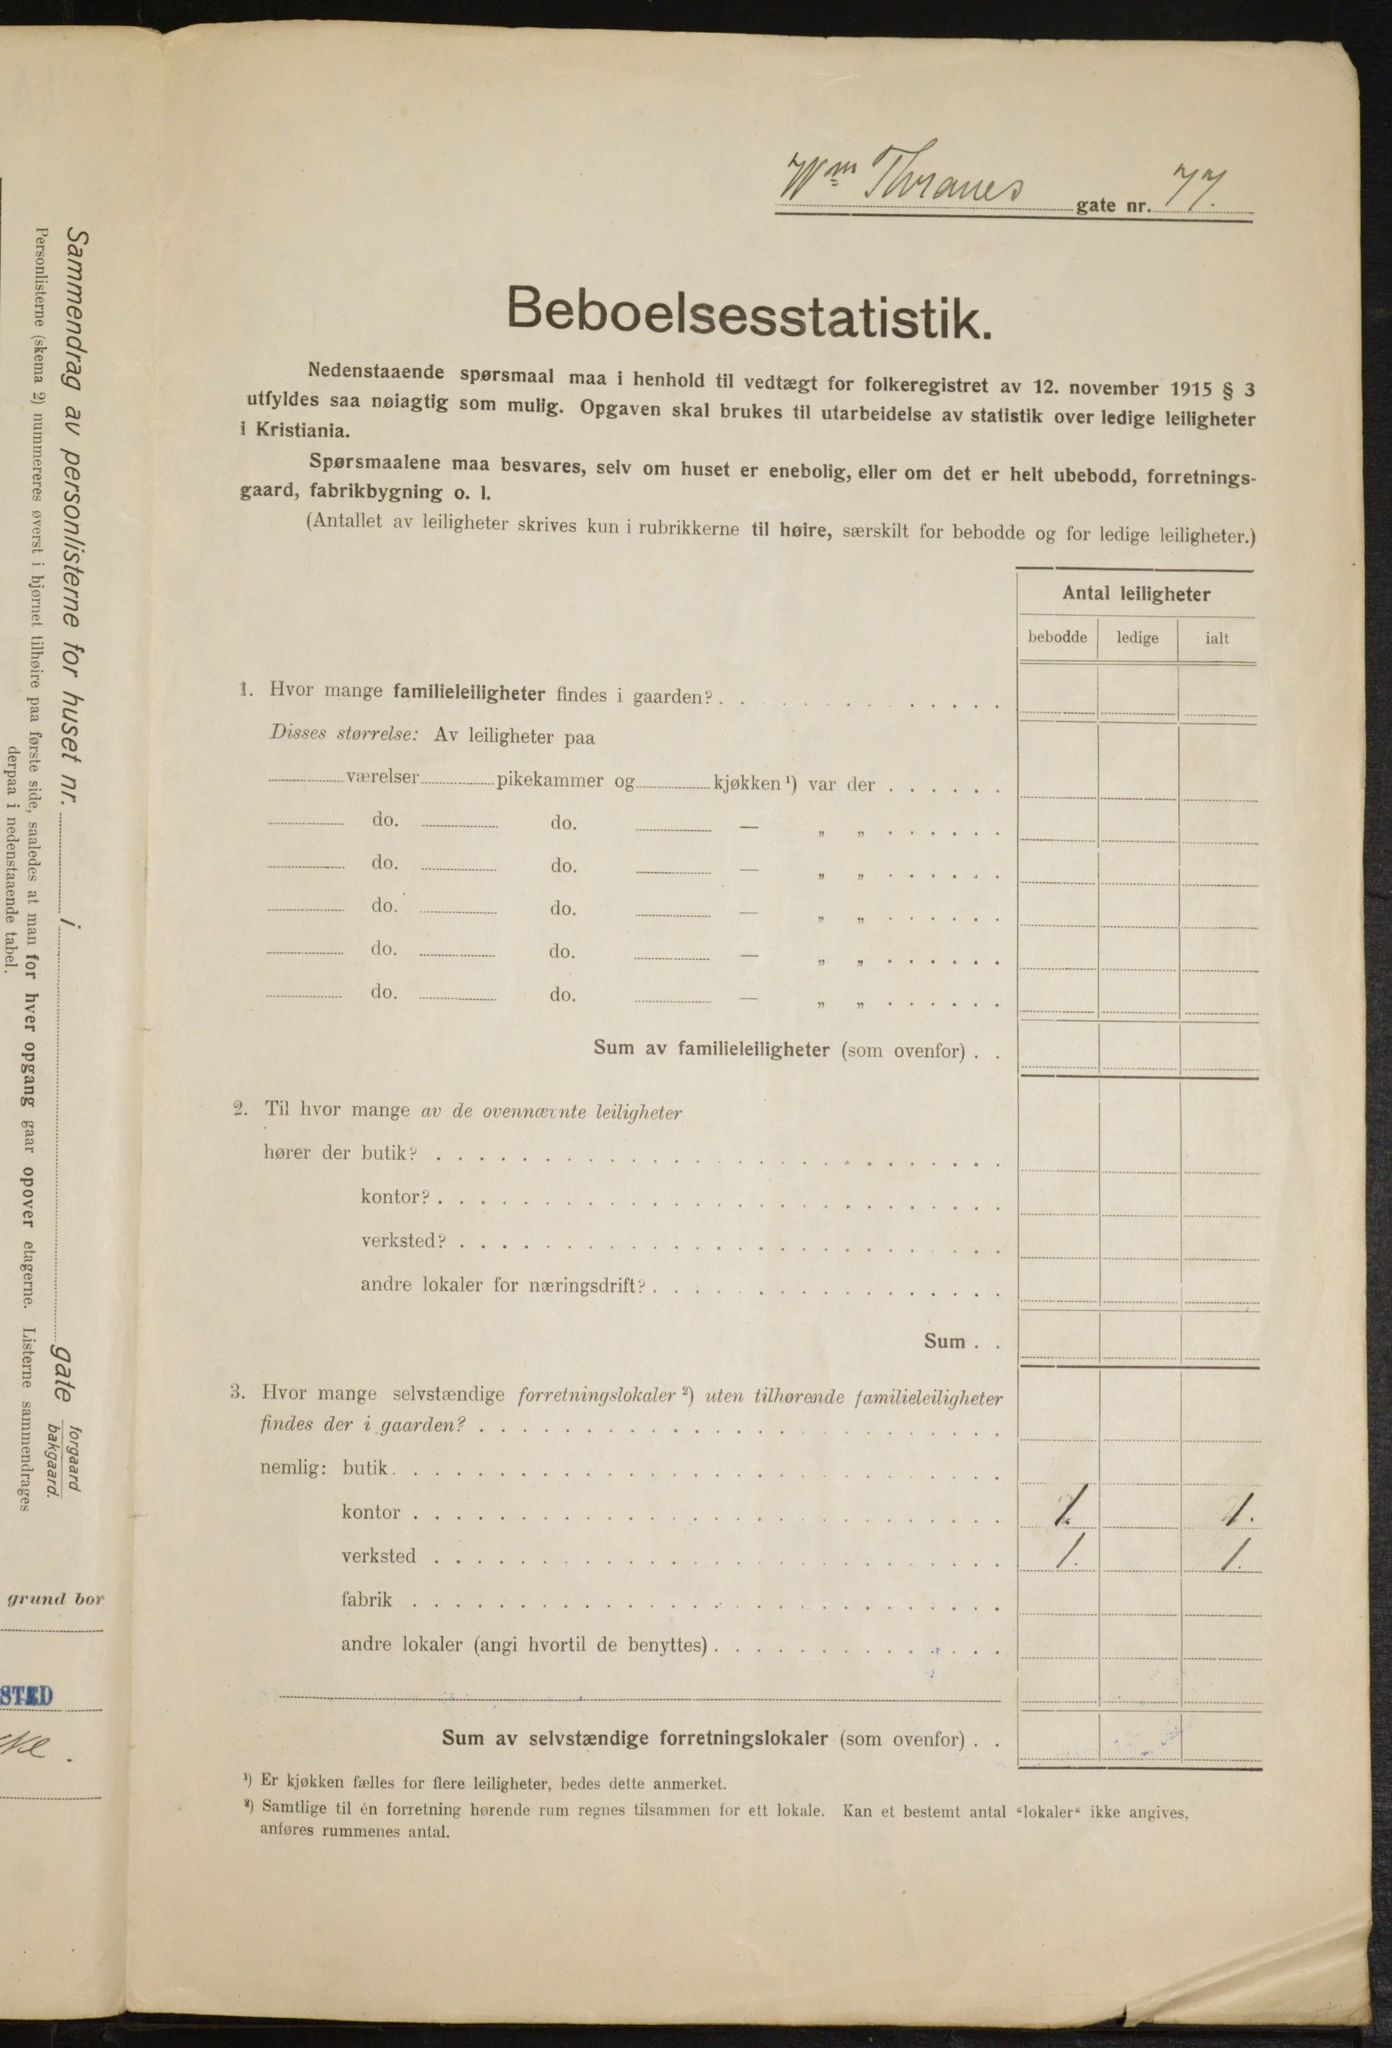 Wm Thranes gate nr. 77.
Beboelsesstatistik.
Nedenstaaende spørsmaal maa i henhold til vedtægt for folkeregistret av 12. november 1915 § 3
utfyldes saa nøiagtig som mulig. Opgaven skal brukes til utarbeidelse av statistik over ledige leiligheter
i Kristiania.
Spørsmaalene maa besvares, selv om huset er enebolig, eller om det er helt ubebodd, forretnings-
gaard, fabrikbygning o. l.
(Antallet av leiligheter skrives kun i rubrikkerne til høire, særskilt for bebodde og for ledige leiligheter.)
Antal leiligheter
bebodde ledige ialt
1. Hvor mange familieleiligheter findes i gaarden?
Disses størrelse: Av leiligheter paa
værelser pikekammer og kjøkken ¹) var der
do. do. — „ „
do. do. — „ „
do. do. — „ „
do. do. — „ „
do. do. — „ „
Sum av familieleiligheter (som ovenfor)
2. Til hvor mange av de ovennævnte leiligheter
hører der butik?
kontor?
verksted?
andre lokaler for næringsdrift?
Sum
3. Hvor mange selvstændige forretningslokaler ²) uten tilhørende familieleiligheter
findes der i gaarden?
nemlig: butik
kontor 1. 1.
verksted 1. 1.
fabrik
andre lokaler (angi hvortil de benyttes)
Sum av selvstændige forretningslokaler (som ovenfor)
¹) Er kjøkken fælles for flere leiligheter, bedes dette anmerket.
²) Samtlige til én forretning hørende rum regnes tilsammen for ett lokale. Kan et bestemt antal “lokaler“ ikke angives,
anføres rummenes antal.
Sammendrag av personlisterne for huset nr. i gate forgaard bakgaard.
Personlisterne (skema 2) nummereres øverst i hjørnet tilhøire paa første side, saaledes at man for hver opgang gaar opover etagerne. Listerne sammendrages
derpaa i nedenstaaende tabel.
grund bor
STED